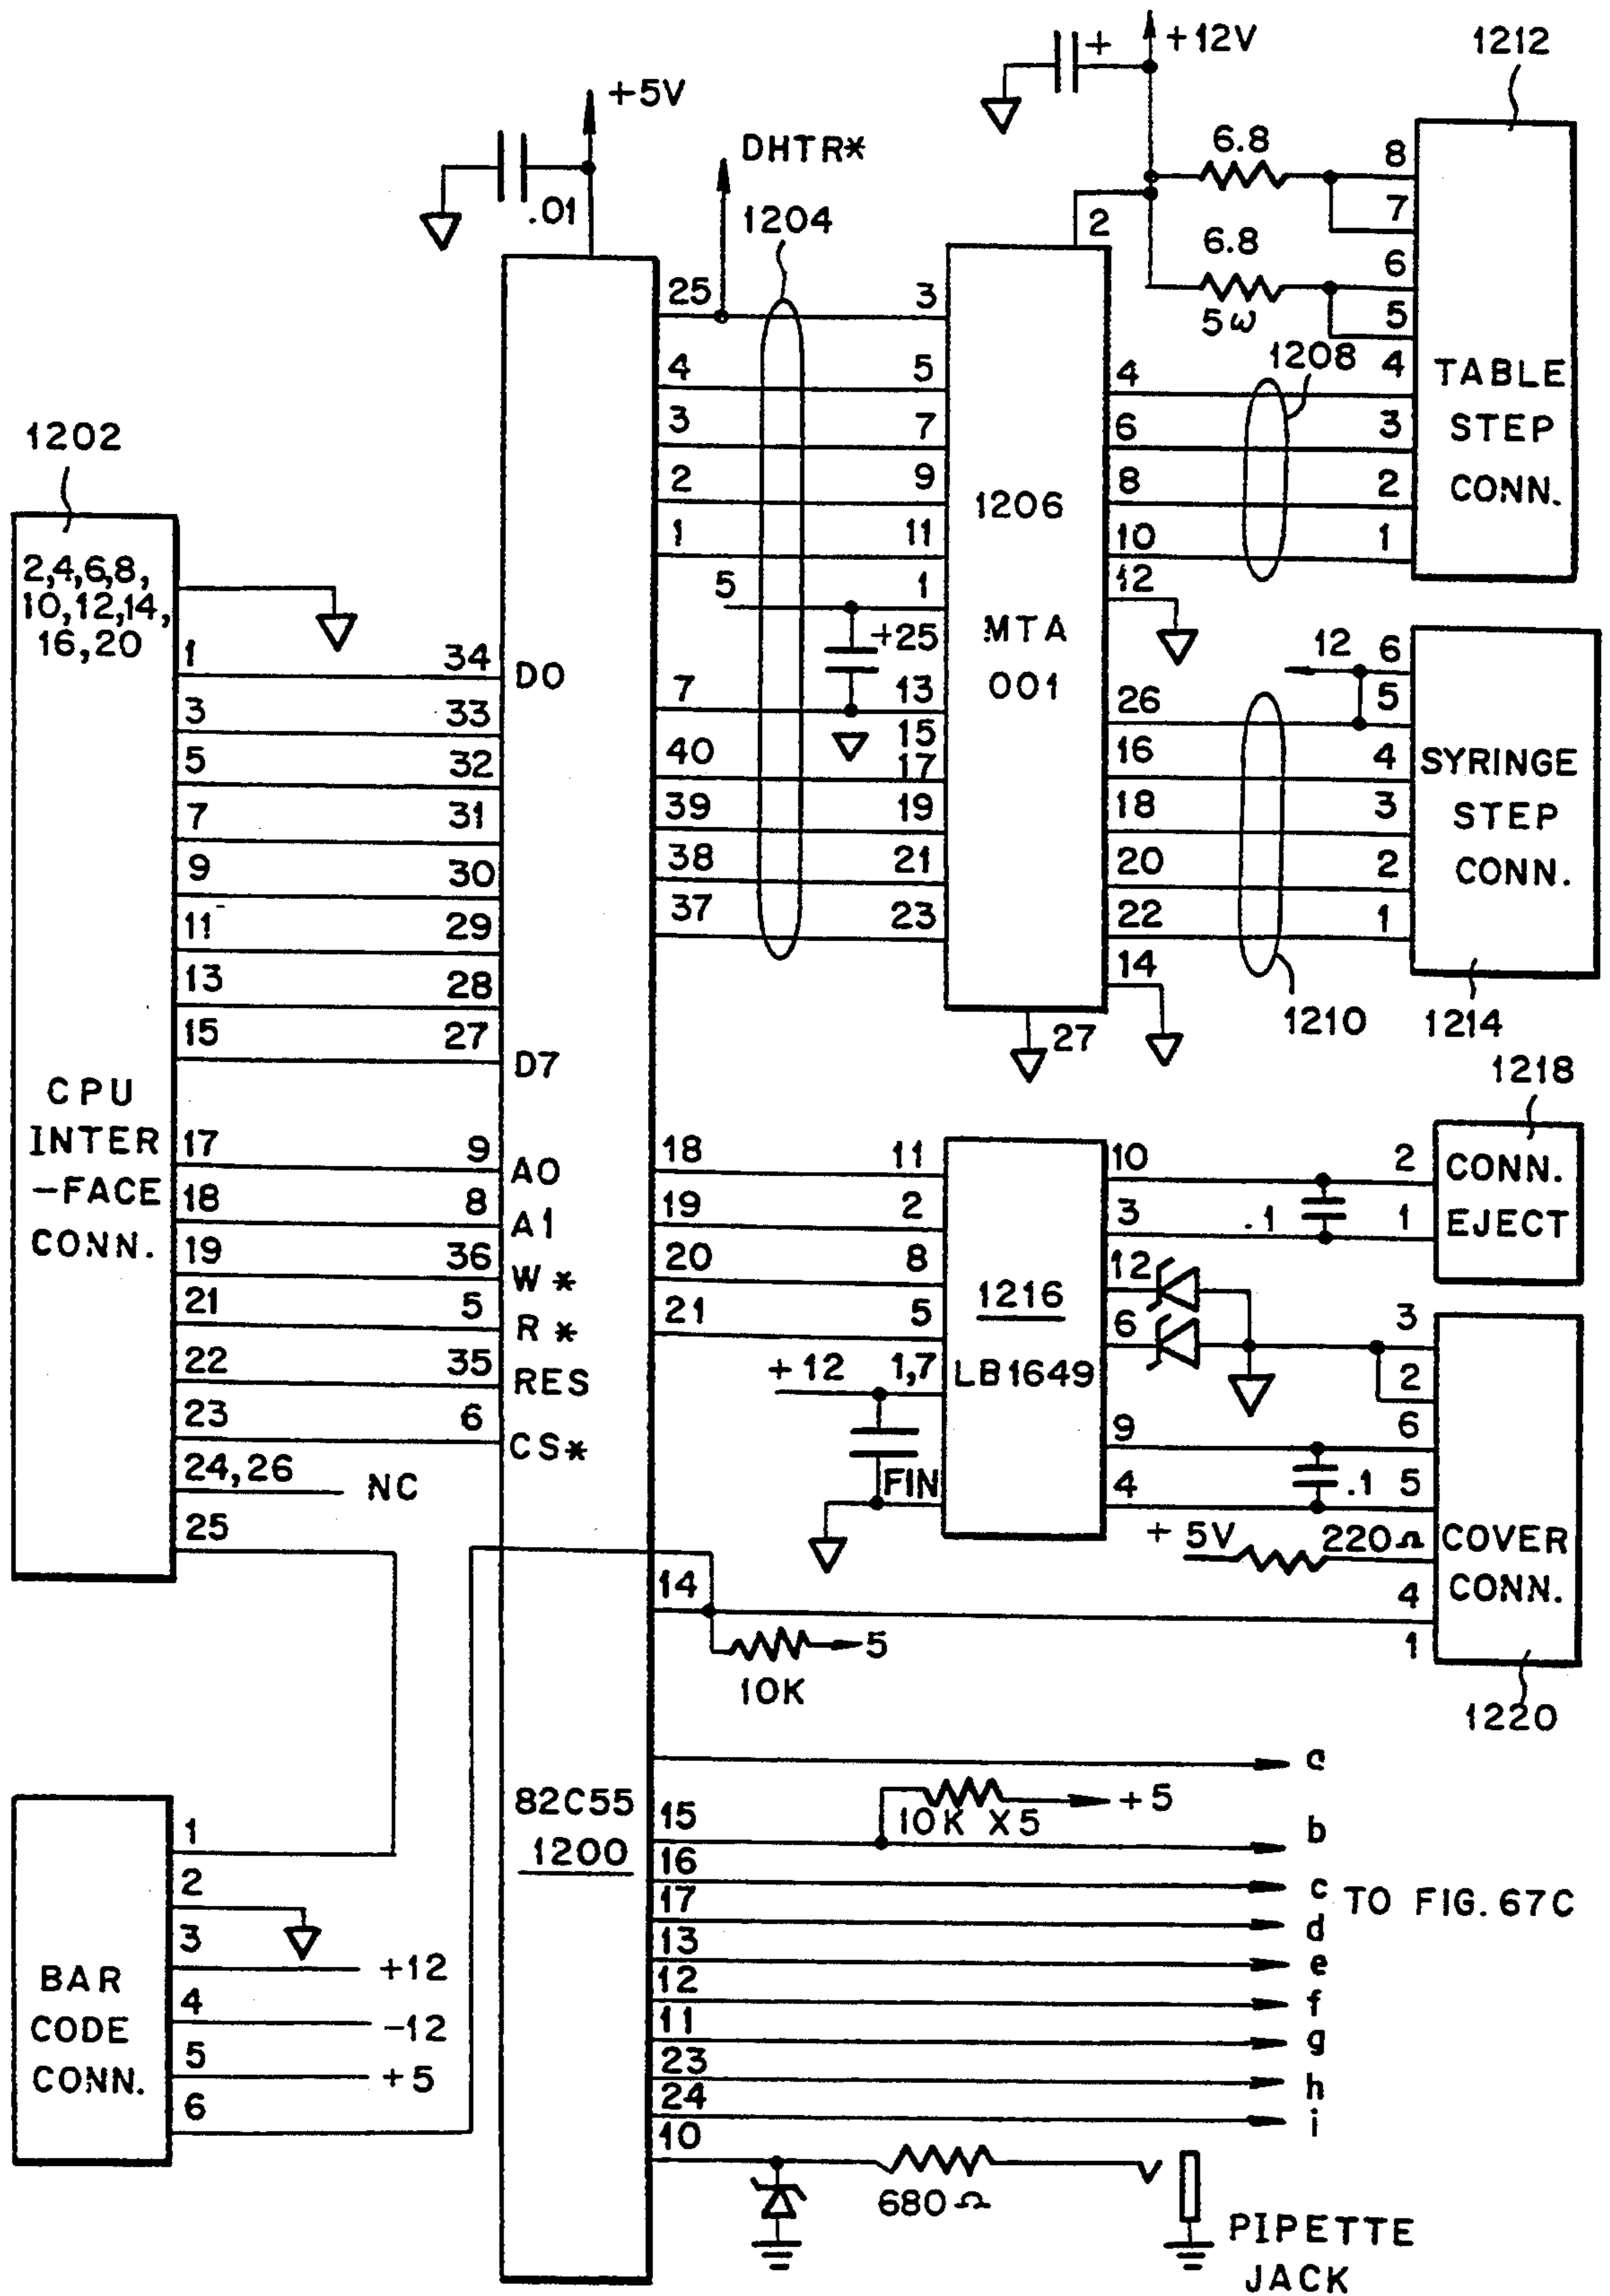 +12V
1212
+5V
DHTR*
.01
1204
6.8
8
7
2
6.8
6
5ω
5
1208
4
TABLE
STEP
CONN.
3
2
1
25
3
4
5
3
7
2
9
1
11
5
1
+25
7
13
15
40
17
39
19
38
21
37
23
1206
MTA
001
4
6
8
10
12
26
16
18
20
22
14
27
12
6
5
4
3
2
1
SYRINGE
STEP
CONN.
1210
1214
1202
2,4,6,8,
10,12,14,
16,20
1
34
D0
3
33
5
32
7
31
9
30
11
29
13
28
15
27
D7
CPU
INTER
-FACE
CONN.
17
9
A0
18
8
A1
19
36
W*
21
5
R*
22
35
RES
23
6
CS*
24,26
NC
25
18
11
19
2
20
8
21
5
+12
1,7
FIN
1216
LB1649
10
3
12
6
9
4
.1
2
1
CONN.
EJECT
1218
3
2
6
.1
5
+5V
220Ω
4
1
COVER
CONN.
1220
14
5
10K
82C55
1200
a
10K X5
+5
15
b
16
c
TO FIG. 67C
17
d
13
e
12
f
11
g
23
h
24
i
10
680Ω
PIPETTE
JACK
BAR
CODE
CONN.
1
2
3
+12
4
-12
5
+5
6